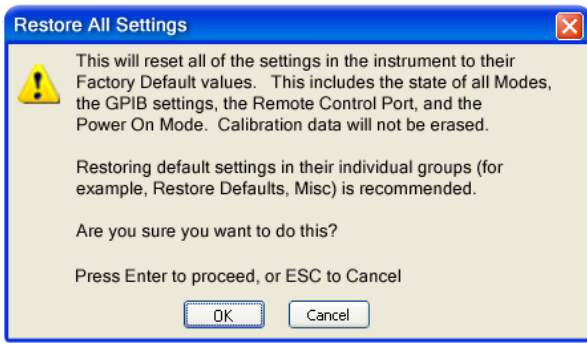 Restore All Settings
This will reset all of the settings in the instrument to their
Factory Default values. This includes the state of all Modes,
the GPIB settings, the Remote Control Port, and the
Power On Mode. Calibration data will not be erased.
Restoring default settings in their individual groups (for
example, Restore Defaults, Misc) is recommended.
Are you sure you want to do this?
Press Enter to proceed, or ESC to Cancel
OK
Cancel